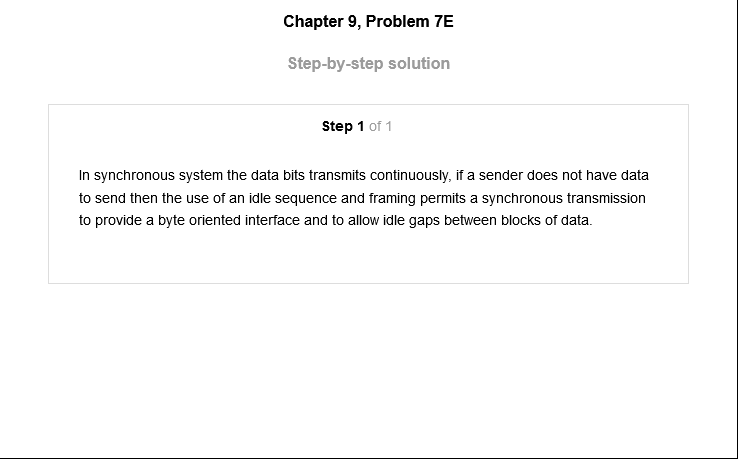 Chapter 9, Problem 7E
Step-by-step solution
Step 1 of 1
In synchronous system the data bits transmits continuously, if a sender does not have data
to send then the use of an idle sequence and framing permits a synchronous transmission
to provide a byte oriented interface and to allow idle gaps between blocks of data.